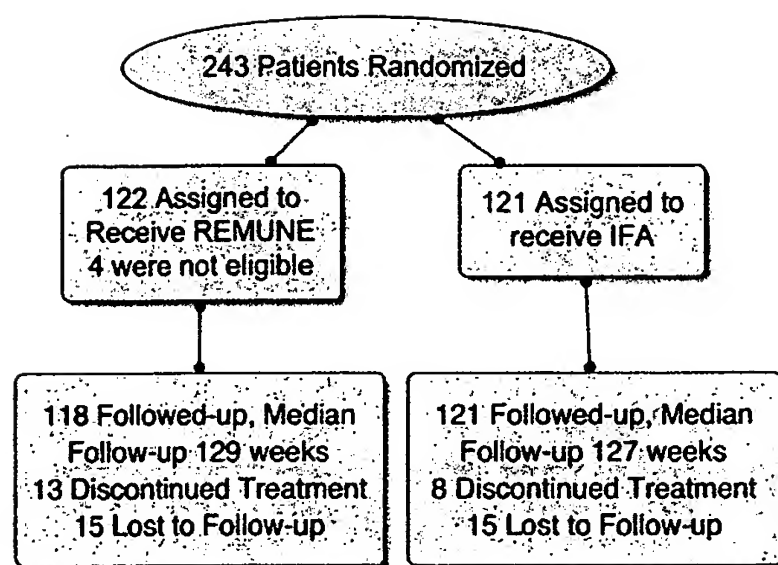 243 Patients Randomized
122 Assigned to
Receive REMUNE
4 were not eligible
121 Assigned to
receive IFA
118 Followed-up, Median
Follow-up 129 weeks
13 Discontinued Treatment
15 Lost to Follow-up
121 Followed-up, Median
Follow-up 127 weeks
8 Discontinued Treatment
15 Lost to Follow-up